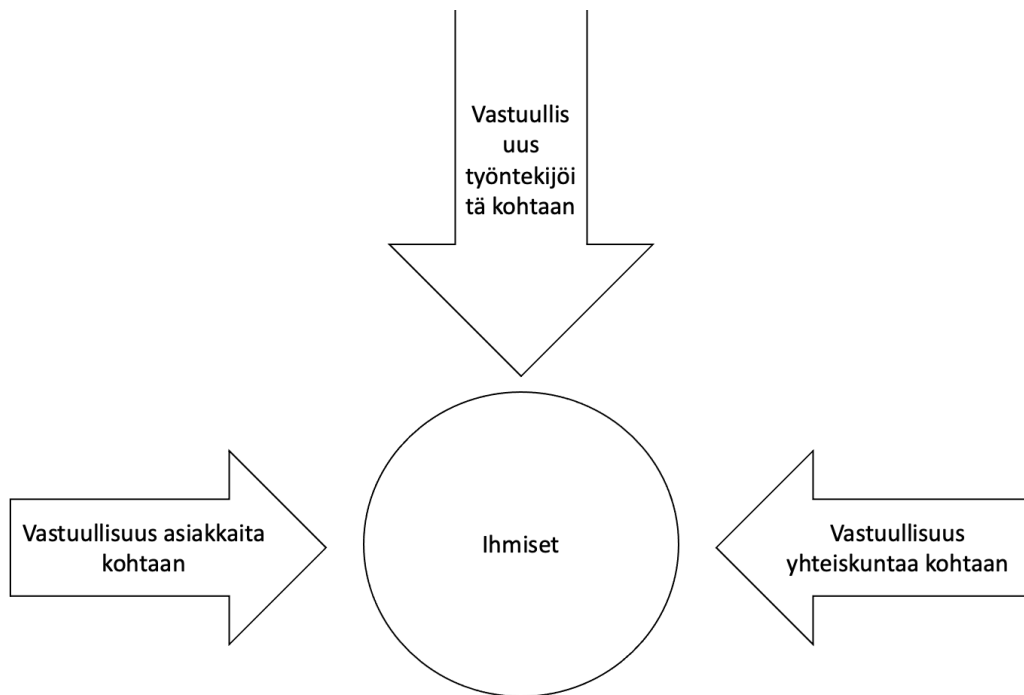 Vastuullis
uus
työntekijöi
tä kohtaan
Vastuullisuus asiakkaita
kohtaan
Ihmiset
Vastuullisuus
yhteiskuntaa kohtaan